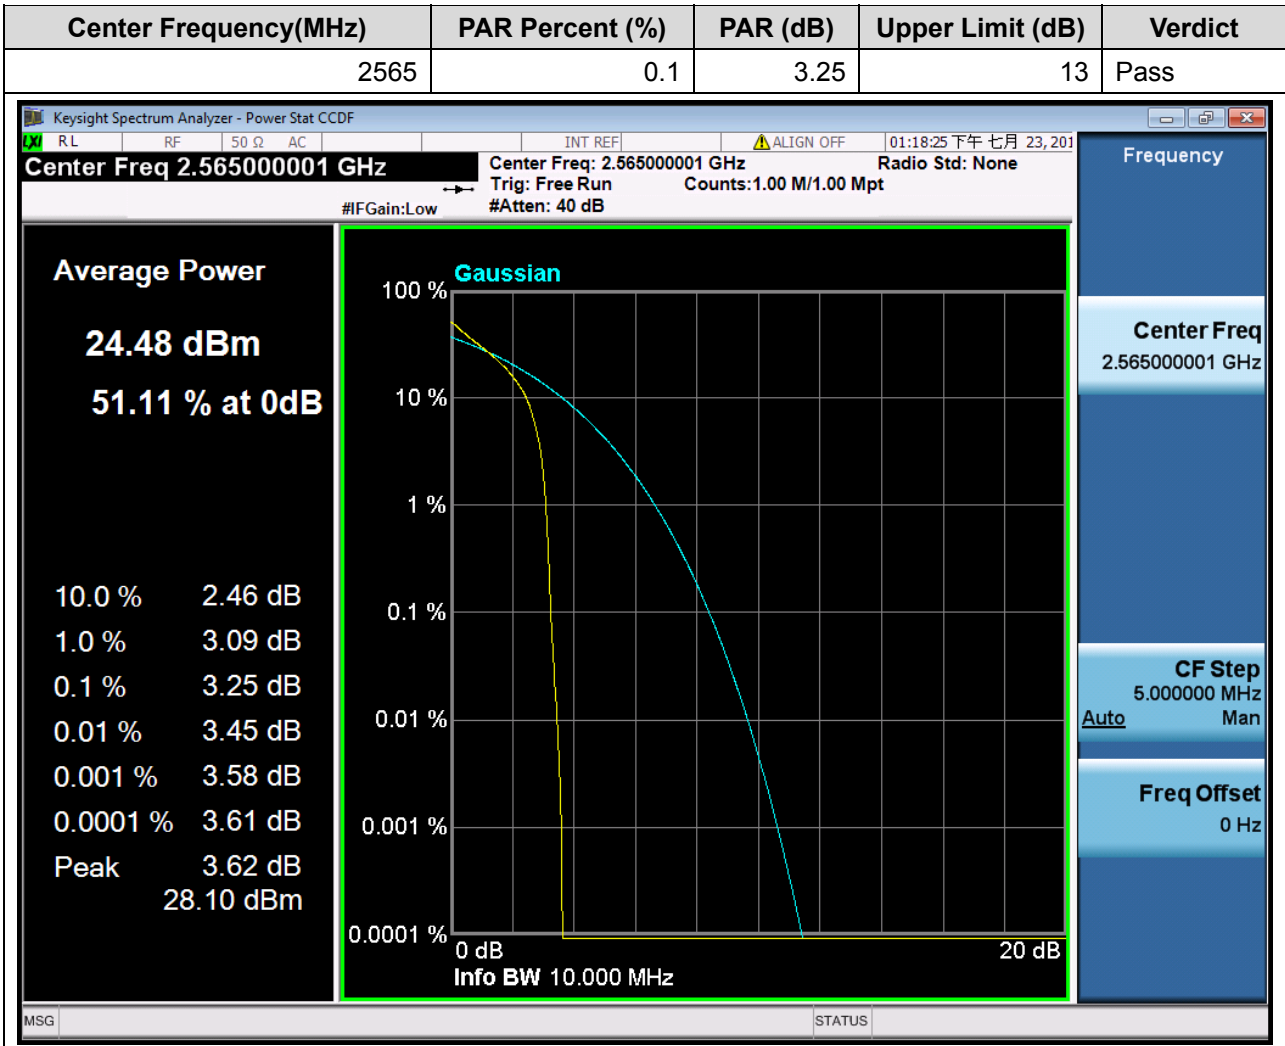 Center Frequency(MHz) PAR Percent (%) PAR (dB) Upper Limit (dB) Verdict
2565 0.1 3.25 13 Pass
Keysight Spectrum Analyzer - Power Stat CCDF
LXI RL RF 50 Ω AC INT REF ALIGN OFF 01:18:25 下午 七月 23, 201
Center Freq 2.565000001 GHz
Center Freq: 2.565000001 GHz Radio Std: None
Trig: Free Run Counts:1.00 M/1.00 Mpt
#IFGain:Low #Atten: 40 dB
Average Power
24.48 dBm
51.11 % at 0dB
10.0 % 2.46 dB
1.0 % 3.09 dB
0.1 % 3.25 dB
0.01 % 3.45 dB
0.001 % 3.58 dB
0.0001 % 3.61 dB
Peak 3.62 dB
28.10 dBm
Gaussian
100 %
10 %
1 %
0.1 %
0.01 %
0.001 %
0.0001 %
0 dB 20 dB
Info BW 10.000 MHz
Frequency
Center Freq
2.565000001 GHz
CF Step
5.000000 MHz
Auto Man
Freq Offset
0 Hz
MSG STATUS